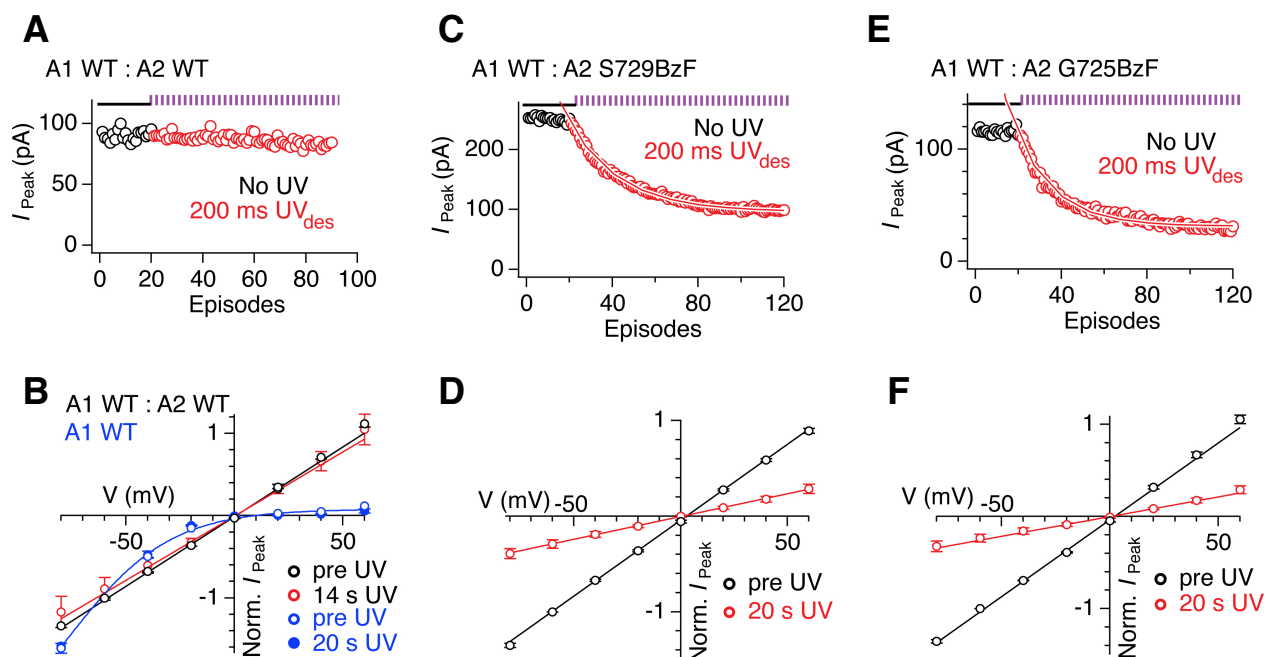 A
A1 WT : A2 WT
I Peak (pA)
100
50
0
No UV
200 ms UVdes
0 20 40 60 80 100
Episodes
C
A1 WT : A2 S729BzF
I Peak (pA)
200
100
0
No UV
200 ms UVdes
0 40 80 120
Episodes
E
A1 WT : A2 G725BzF
I Peak (pA)
100
0
No UV
200 ms UVdes
0 40 80 120
Episodes
B
A1 WT : A2 WT
A1 WT
1
V (mV)
-50
50
-1
Norm. I Peak
pre UV
14 s UV
pre UV
20 s UV
D
1
V (mV)
-50
50
-1
Norm. I Peak
pre UV
20 s UV
F
1
V (mV)
-50
50
-1
Norm. I Peak
pre UV
20 s UV